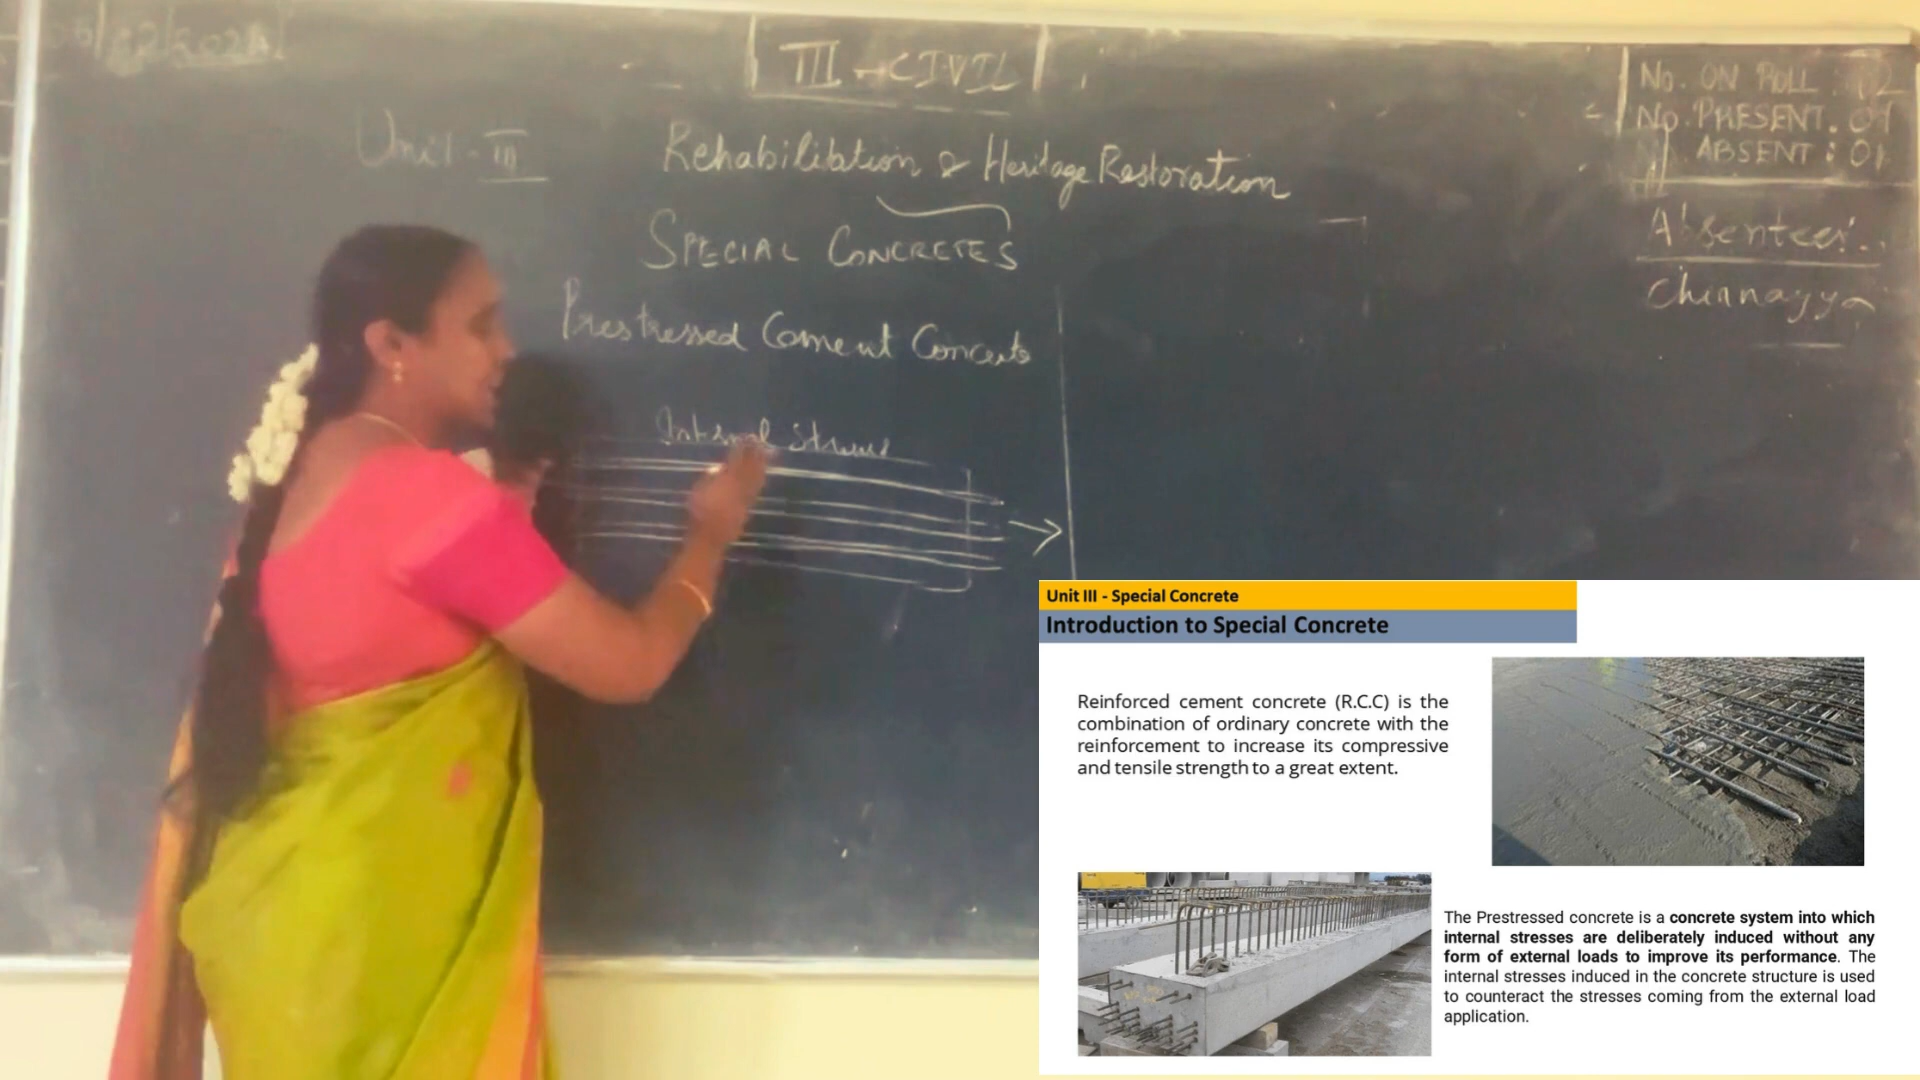 III - CIVIL
Unit - III
Rehabilitation & Heritage Restoration
SPECIAL CONCRETES
Prestressed Cement Concrete
Internal
No. ON ROLL :
No. PRESENT.
ABSENT : 01
Absentees:
Chinnayya
Unit III - Special Concrete
Introduction to Special Concrete
Reinforced cement concrete (R.C.C) is the
combination of ordinary concrete with the
reinforcement to increase its compressive
and tensile strength to a great extent.
The Prestressed concrete is a concrete system into which
internal stresses are deliberately induced without any
form of external loads to improve its performance. The
internal stresses induced in the concrete structure is used
to counteract the stresses coming from the external load
application.